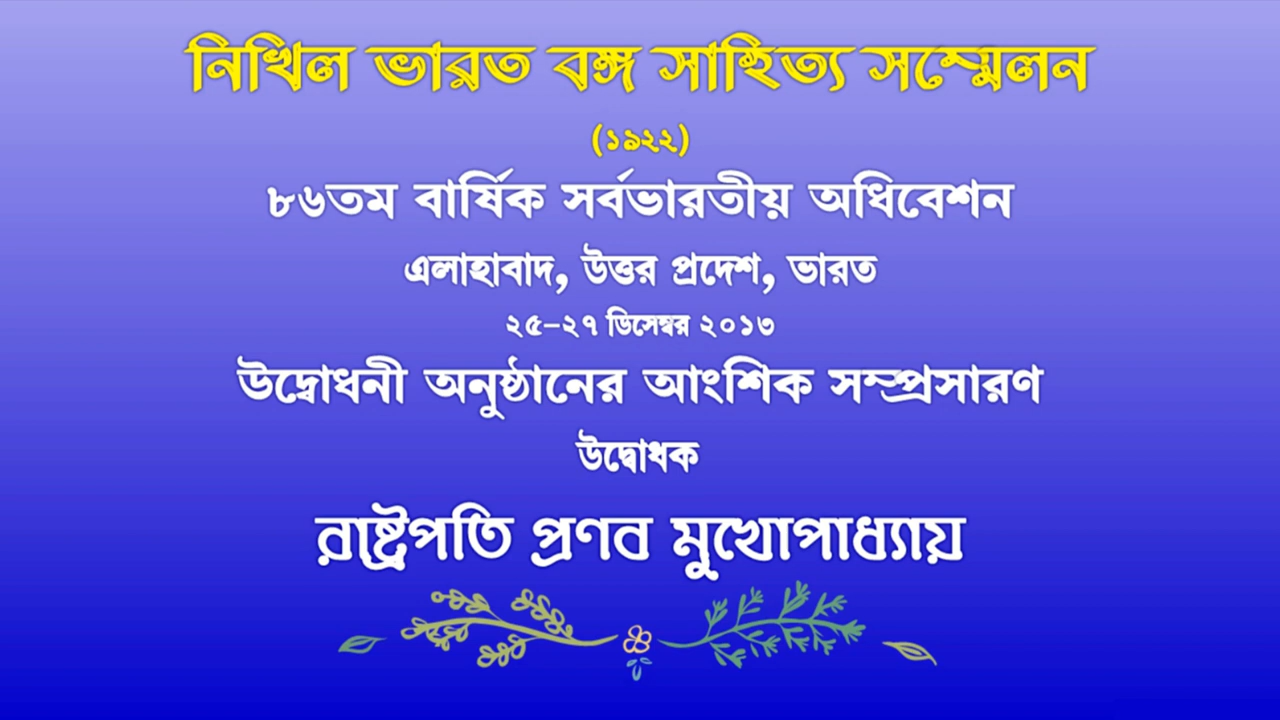 নিখিল ভারত বঙ্গ সাহিত্য সম্মেলন
(১৯২২)
৮৬তম বার্ষিক সর্বভারতীয় অধিবেশন
এলাহাবাদ, উত্তর প্রদেশ, ভারত
২৫-২৭ ডিসেম্বর ২০১৩
উদ্বোধনী অনুষ্ঠানের আংশিক সম্প্রসারণ
উদ্বোধক
রাষ্ট্রপতি প্রণব মুখোপাধ্যায়